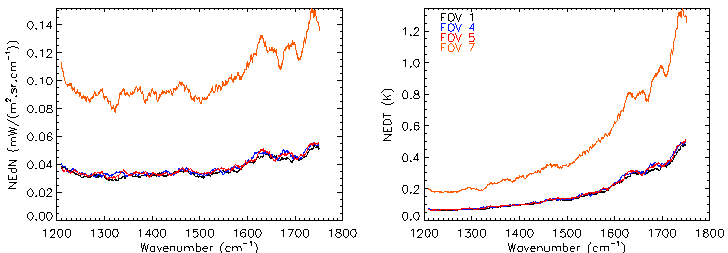 0.14
0.12
0.10
0.08
0.06
0.04
0.02
0.00
NEdN (mW/(m².sr.cm⁻¹))
1200 1300 1400 1500 1600 1700 1800
Wavenumber (cm⁻¹)
FOV 1
FOV 4
FOV 5
FOV 7
1.2
1.0
0.8
0.6
0.4
0.2
0.0
NEDT (K)
1200 1300 1400 1500 1600 1700 1800
Wavenumber (cm⁻¹)